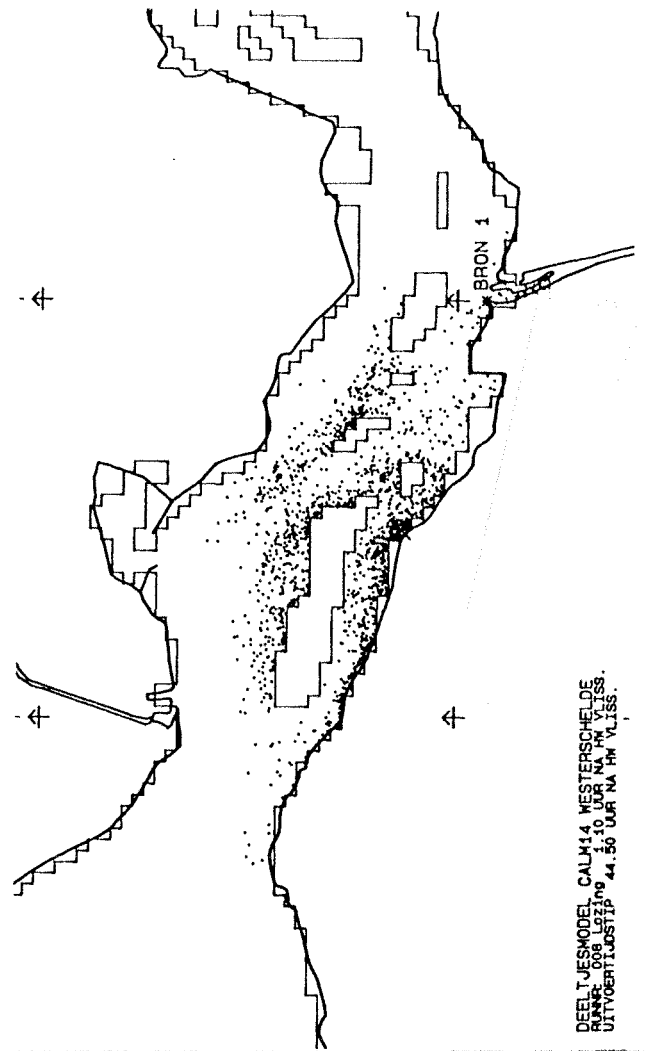 BRON 1
DEELTJESMODEL CALM14 WESTERSCHELDE
RUNNR: 008 Lozing 1.10 UUR NA HW VLISS.
UITVOERTIJDSTIP 44.50 UUR NA HW VLISS.